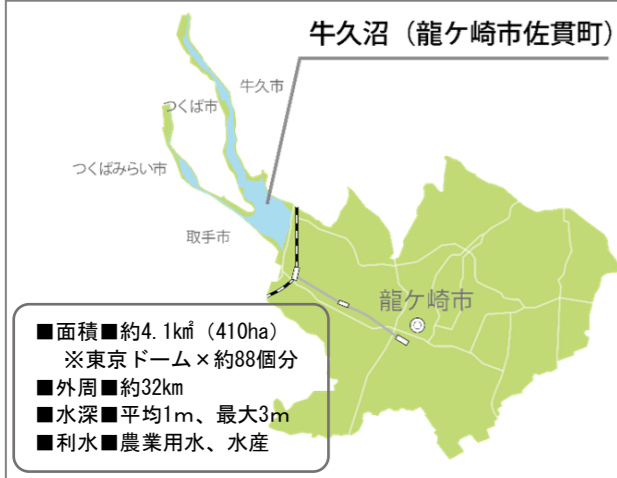 牛久沼（龍ケ崎市佐貫町）
牛久市
つくば市
つくばみらい市
取手市
龍ケ崎市
■面積■約4.1㎢（410ha）
※東京ドーム×約88個分
■外周■約32km
■水深■平均1ｍ、最大3ｍ
■利水■農業用水、水産